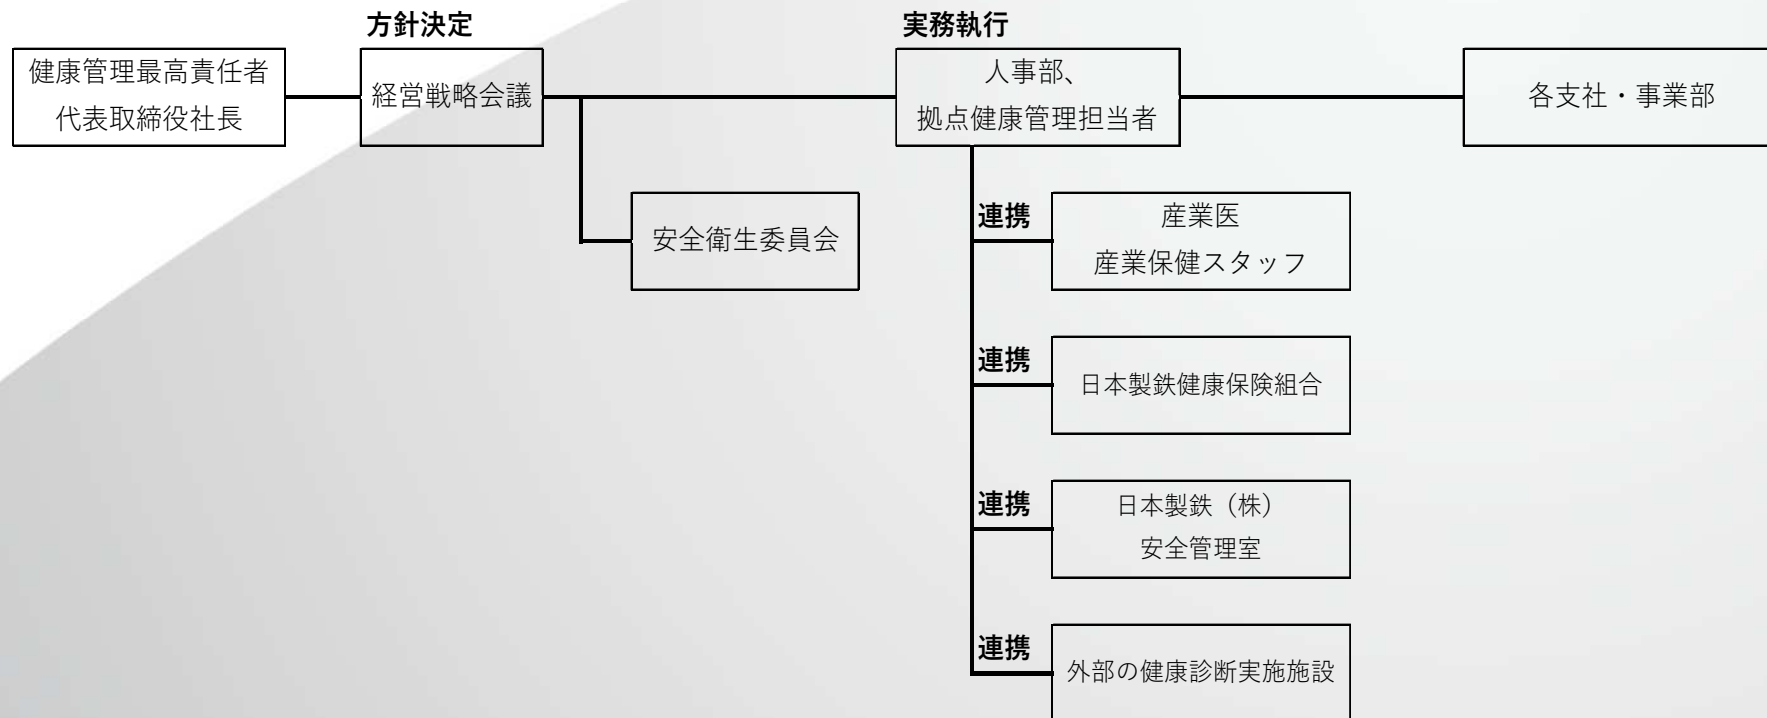 方針決定
実務執行
健康管理最高責任者
代表取締役社長
経営戦略会議
人事部、
拠点健康管理担当者
各支社・事業部
安全衛生委員会
連携
産業医
産業保健スタッフ
連携
日本製鉄健康保険組合
連携
日本製鉄（株）
安全管理室
連携
外部の健康診断実施施設